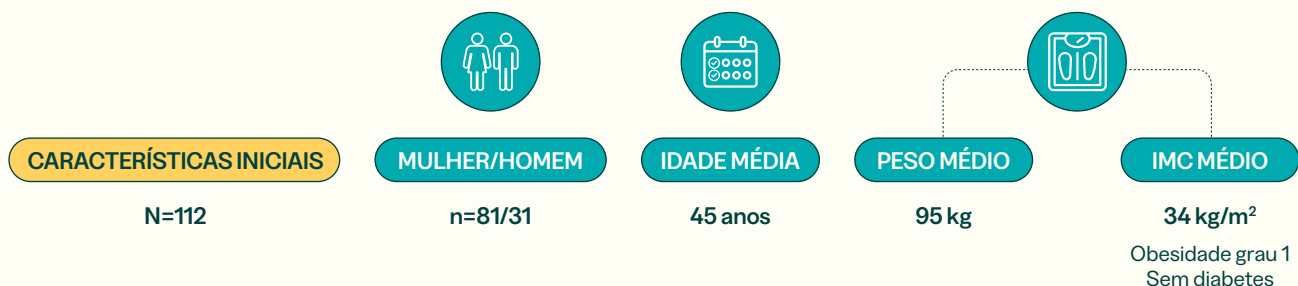 CARACTERÍSTICAS INICIAIS
N=112
MULHER/HOMEM
n=81/31
IDADE MÉDIA
45 anos
PESO MÉDIO
95 kg
IMC MÉDIO
34 kg/m²
Obesidade grau 1
Sem diabetes